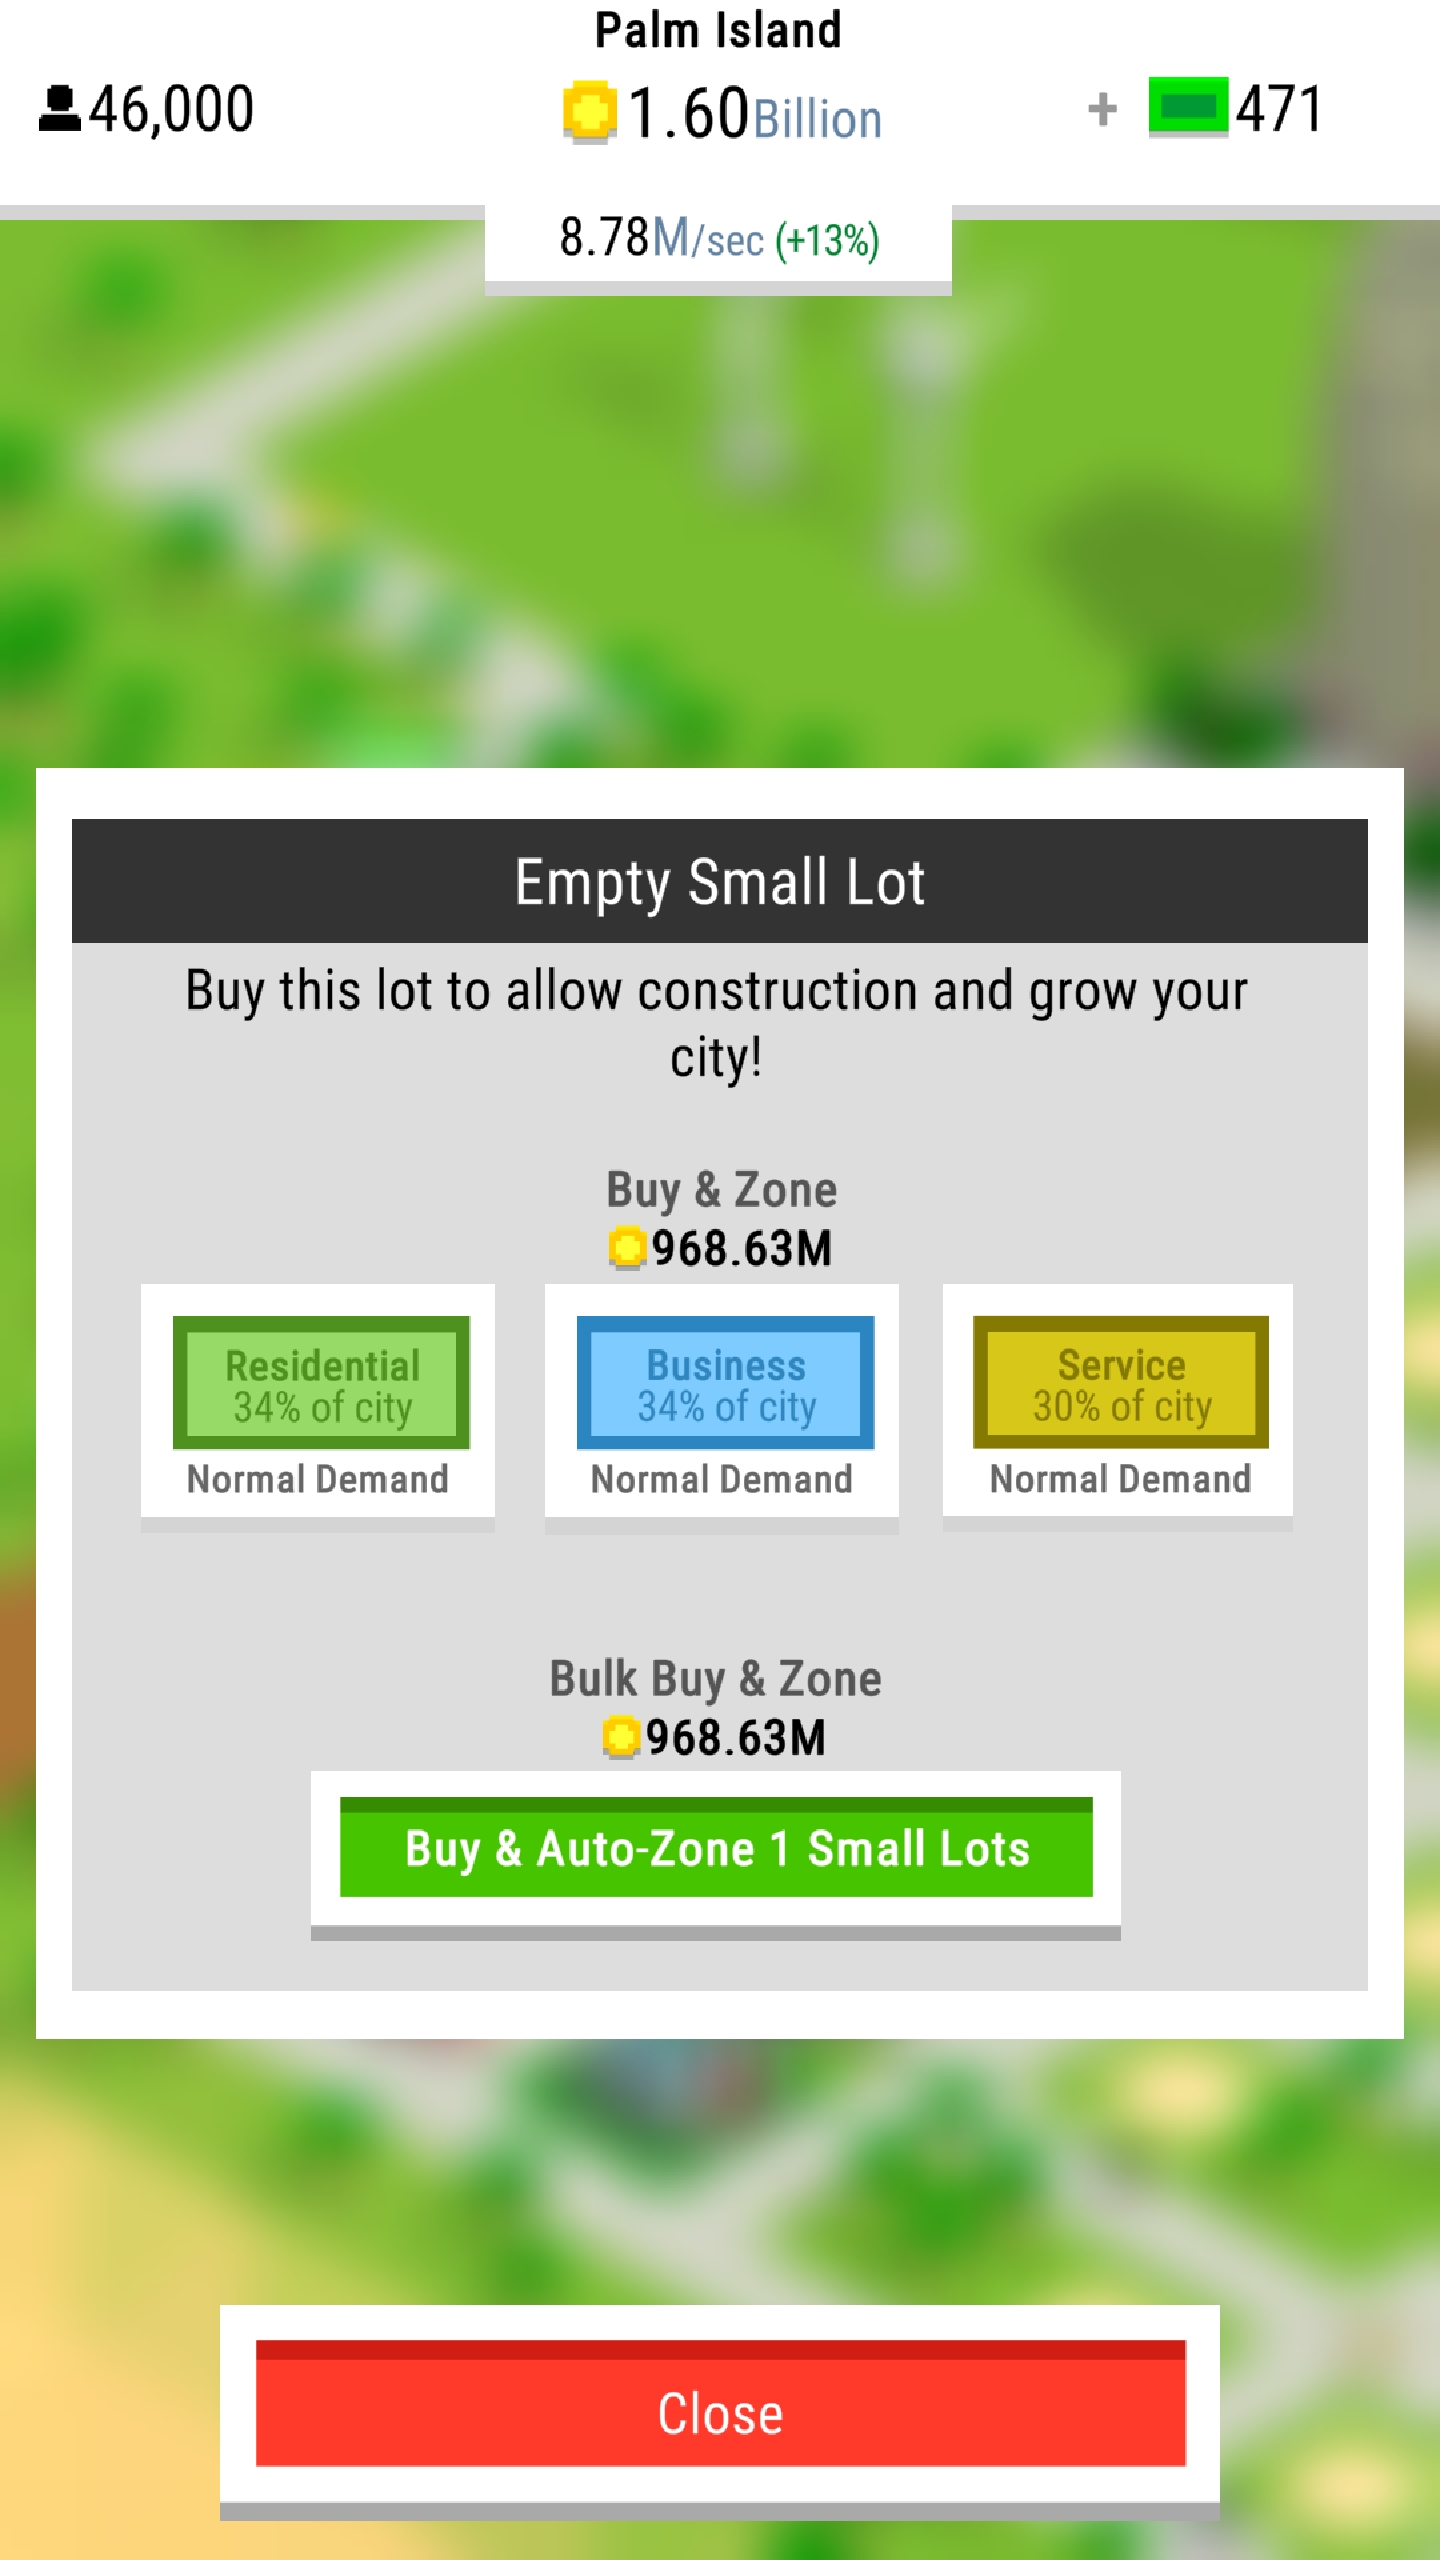 Palm Island
46,000
1.60Billion
+ 471
8.78M/sec (+13%)
Empty Small Lot
Buy this lot to allow construction and grow your
city!
Buy & Zone
968.63M
Residential
34% of city
Normal Demand
Business
34% of city
Normal Demand
Service
30% of city
Normal Demand
Bulk Buy & Zone
968.63M
Buy & Auto-Zone 1 Small Lots
Close